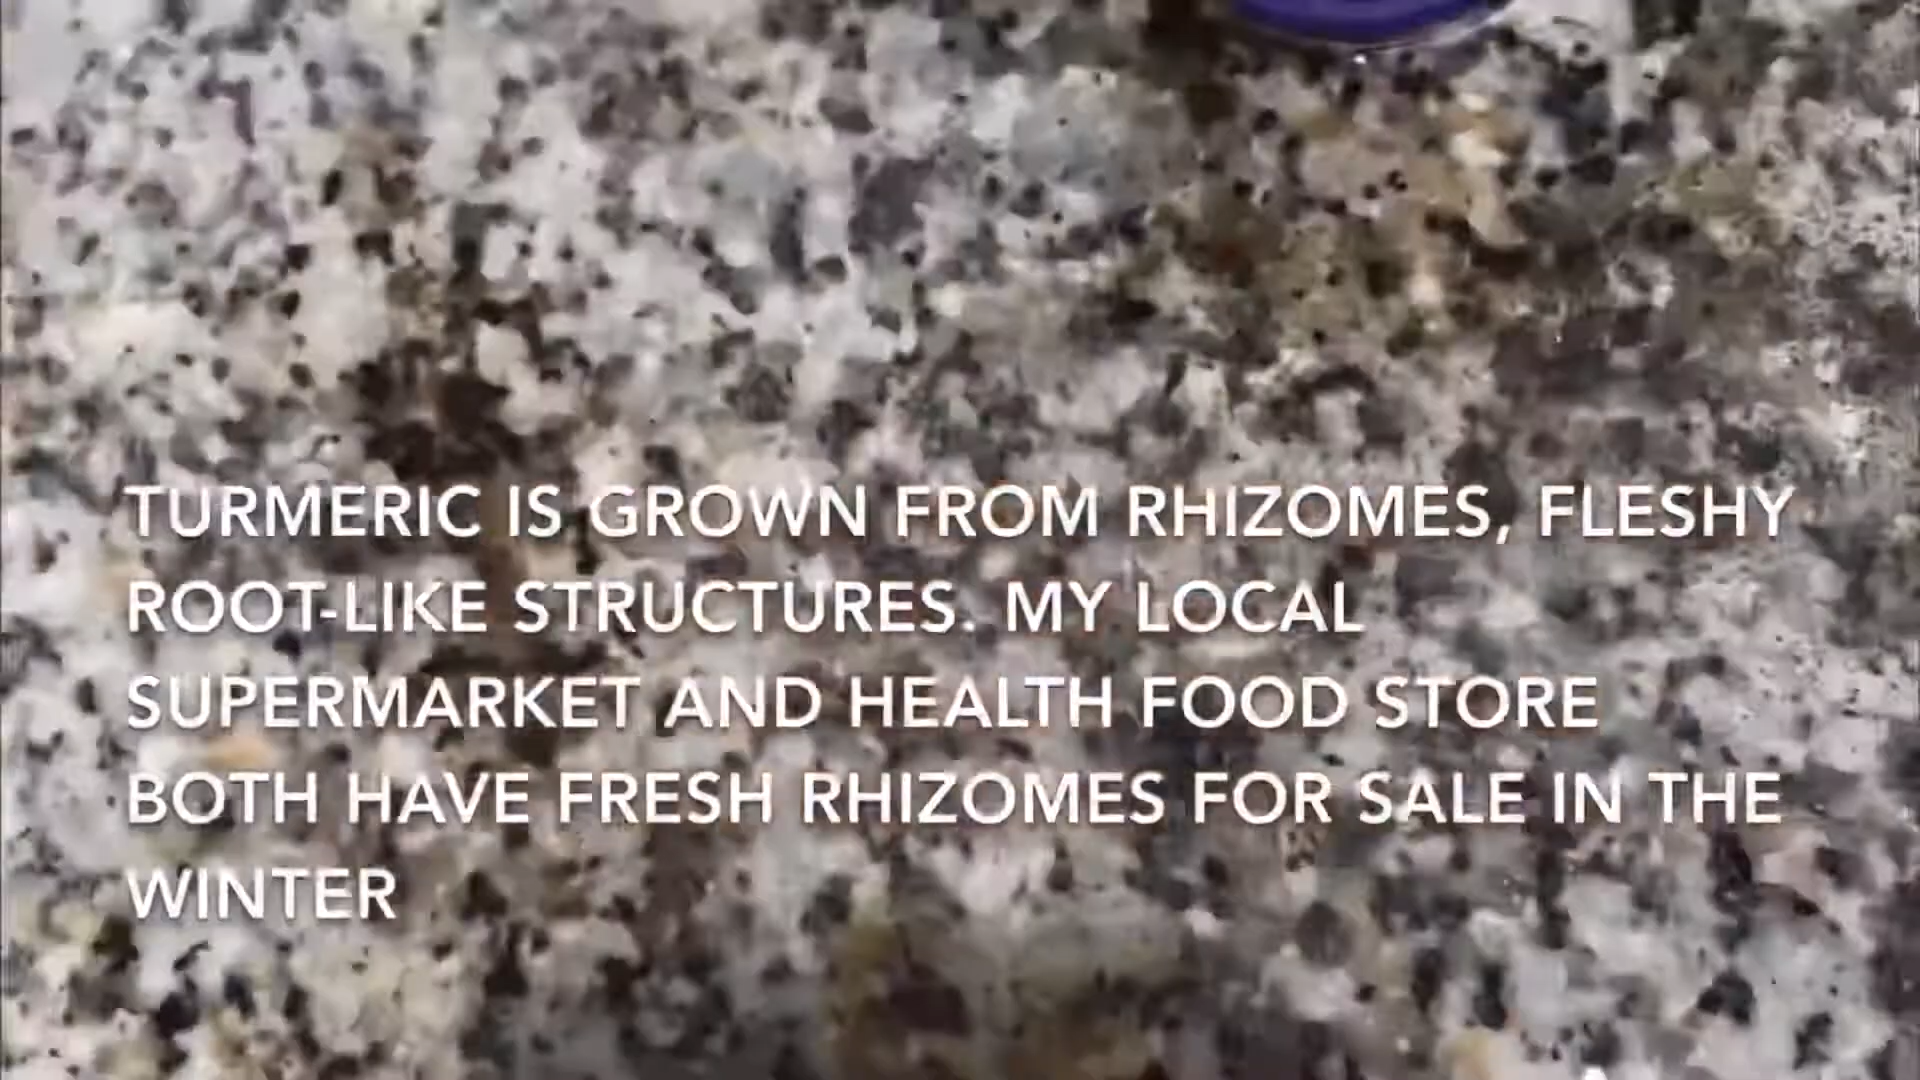 TURMERIC IS GROWN FROM RHIZOMES, FLESHY
ROOT-LIKE STRUCTURES. MY LOCAL
SUPERMARKET AND HEALTH FOOD STORE
BOTH HAVE FRESH RHIZOMES FOR SALE IN THE
WINTER